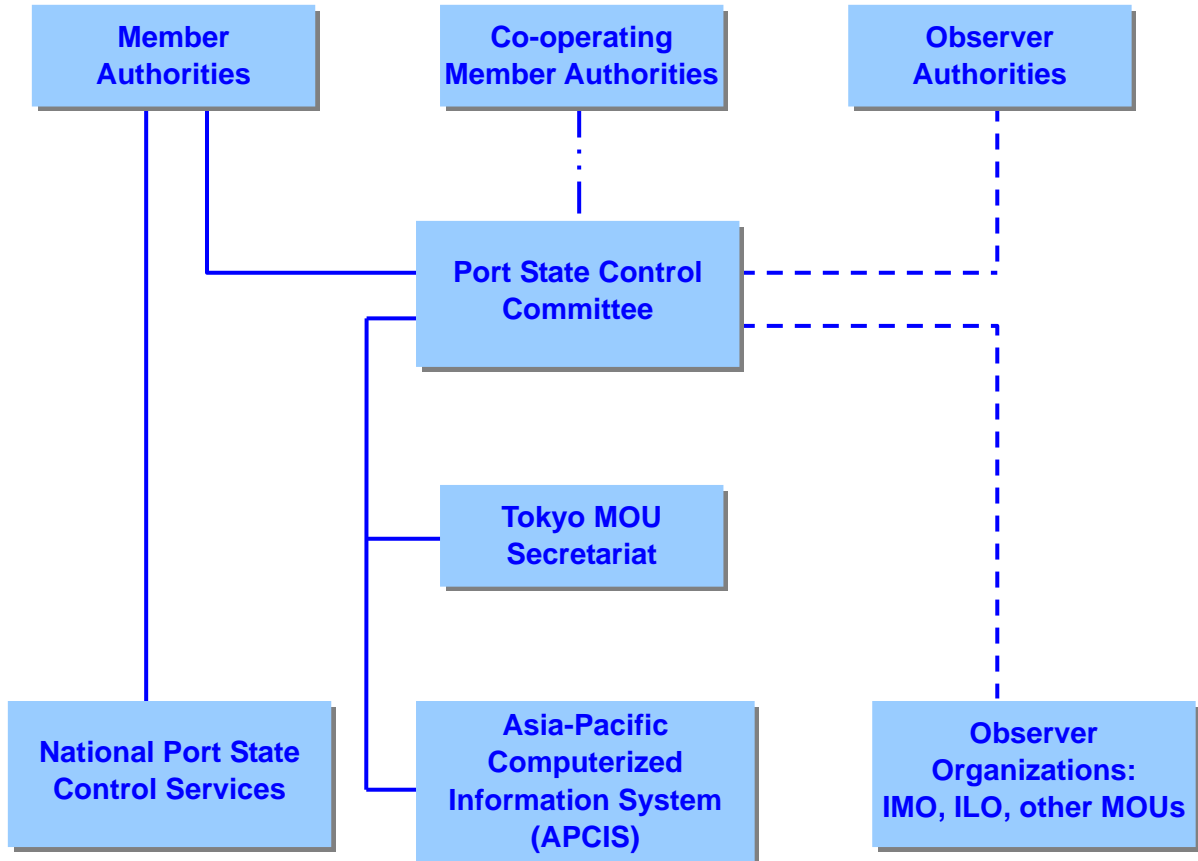 Member
Authorities
Co-operating
Member Authorities
Observer
Authorities
Port State Control
Committee
Tokyo MOU
Secretariat
National Port State
Control Services
Asia-Pacific
Computerized
Information System
(APCIS)
Observer
Organizations:
IMO, ILO, other MOUs